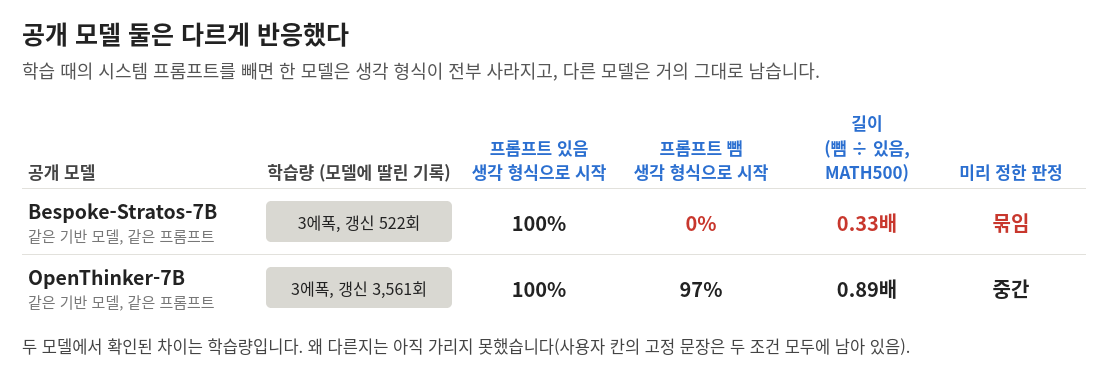 공개 모델 둘은 다르게 반응했다
학습 때의 시스템 프롬프트를 빼면 한 모델은 생각 형식이 전부 사라지고, 다른 모델은 거의 그대로 남습니다.
공개 모델
학습량 (모델에 딸린 기록)
프롬프트 있음
생각 형식으로 시작
프롬프트 뺌
생각 형식으로 시작
길이
(뺌 ÷ 있음,
MATH500)
미리 정한 판정
Bespoke-Stratos-7B
같은 기반 모델, 같은 프롬프트
3에폭, 갱신 522회
100%
0%
0.33배
묶임
OpenThinker-7B
같은 기반 모델, 같은 프롬프트
3에폭, 갱신 3,561회
100%
97%
0.89배
중간
두 모델에서 확인된 차이는 학습량입니다. 왜 다른지는 아직 가리지 못했습니다(사용자 칸의 고정 문장은 두 조건 모두에 남아 있음).